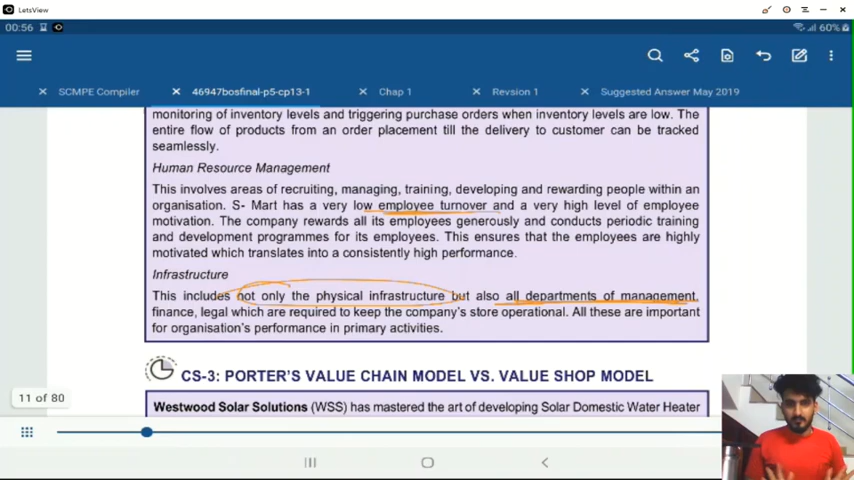 LetsView
00:56
60%
SCMPE Compiler
46947bosfinal-p5-cp13-1
Chap 1
Revsion 1
Suggested Answer May 2019
monitoring of inventory levels and triggering purchase orders when inventory levels are low. The
entire flow of products from an order placement till the delivery to customer can be tracked
seamlessly.
Human Resource Management
This involves areas of recruiting, managing, training, developing and rewarding people within an
organisation. S- Mart has a very low employee turnover and a very high level of employee
motivation. The company rewards all its employees generously and conducts periodic training
and development programmes for its employees. This ensures that the employees are highly
motivated which translates into a consistently high performance.
Infrastructure
This includes not only the physical infrastructure but also all departments of management,
finance, legal which are required to keep the company's store operational. All these are important
for organisation's performance in primary activities.
CS-3: PORTER'S VALUE CHAIN MODEL VS. VALUE SHOP MODEL
Westwood Solar Solutions (WSS) has mastered the art of developing Solar Domestic Water Heater
11 of 80